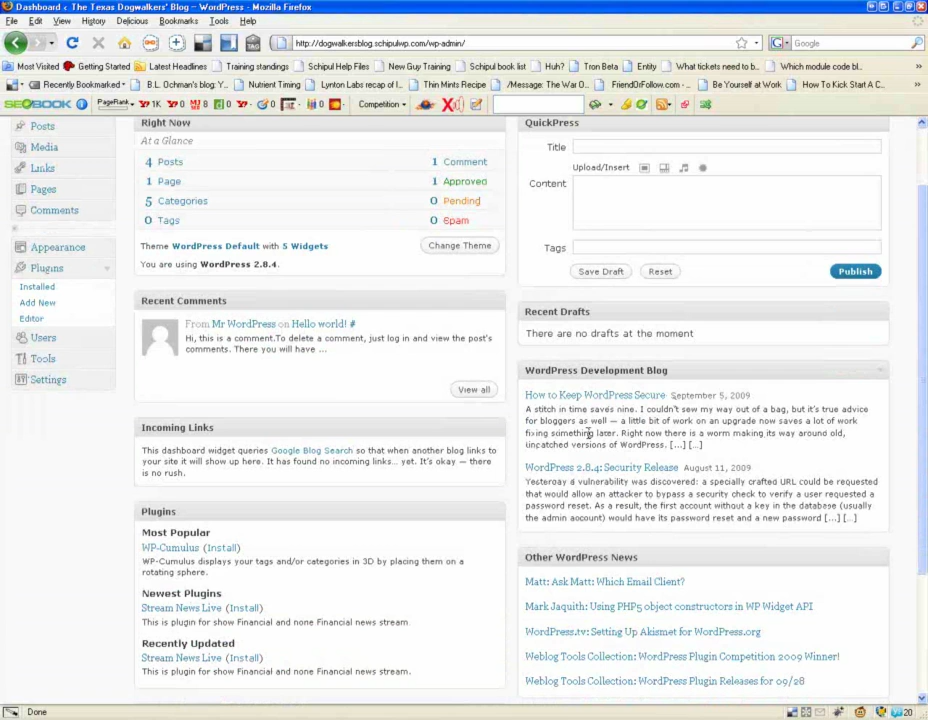 Dashboard ‹ The Texas Dogwalkers' Blog — WordPress - Mozilla Firefox
File Edit View History Delicious Bookmarks Tools Help
http://dogwalkersblog.schipulwp.com/wp-admin/
Google
Most Visited Getting Started Latest Headlines Training standings Schipul Help Files New Guy Training Schipul book list Huh? Tron Beta Entity What tickets need to b... Which module code bl...
Recently Bookmarked B.L. Ochman's blog: Y... Nutrient Timing Lynton Labs recap of I... Thin Mints Recipe /Message: The War O... FriendOrFollow.com - ... Be Yourself at Work How To Kick Start A C...
SEOBOOK PageRank 1K 0 8 0 0 0 0 Competition
Posts
Media
Links
Pages
Comments
Appearance
Plugins
Installed
Add New
Editor
Users
Tools
Settings
Right Now
At a Glance
4 Posts 1 Comment
1 Page 1 Approved
5 Categories 0 Pending
0 Tags 0 Spam
Theme WordPress Default with 5 Widgets Change Theme
You are using WordPress 2.8.4.
Recent Comments
From Mr WordPress on Hello world! #
Hi, this is a comment.To delete a comment, just log in and view the post's
comments. There you will have ...
View all
Incoming Links
This dashboard widget queries Google Blog Search so that when another blog links to
your site it will show up here. It has found no incoming links... yet. It's okay — there
is no rush.
Plugins
Most Popular
WP-Cumulus (Install)
WP-Cumulus displays your tags and/or categories in 3D by placing them on a
rotating sphere.
Newest Plugins
Stream News Live (Install)
This is plugin for show Financial and none Financial news stream.
Recently Updated
Stream News Live (Install)
This is plugin for show Financial and none Financial news stream.
QuickPress
Title
Upload/Insert
Content
Tags
Save Draft Reset Publish
Recent Drafts
There are no drafts at the moment
WordPress Development Blog
How to Keep WordPress Secure September 5, 2009
A stitch in time saves nine. I couldn't sew my way out of a bag, but it's true advice
for bloggers as well — a little bit of work on an upgrade now saves a lot of work
fixing something later. Right now there is a worm making its way around old,
unpatched versions of WordPress. [...] [...]
WordPress 2.8.4: Security Release August 11, 2009
Yesterday a vulnerability was discovered: a specially crafted URL could be requested
that would allow an attacker to bypass a security check to verify a user requested a
password reset. As a result, the first account without a key in the database (usually
the admin account) would have its password reset and a new password [...] [...]
Other WordPress News
Matt: Ask Matt: Which Email Client?
Mark Jaquith: Using PHP5 object constructors in WP Widget API
WordPress.tv: Setting Up Akismet for WordPress.org
Weblog Tools Collection: WordPress Plugin Competition 2009 Winner!
Weblog Tools Collection: WordPress Plugin Releases for 09/28
Done
20